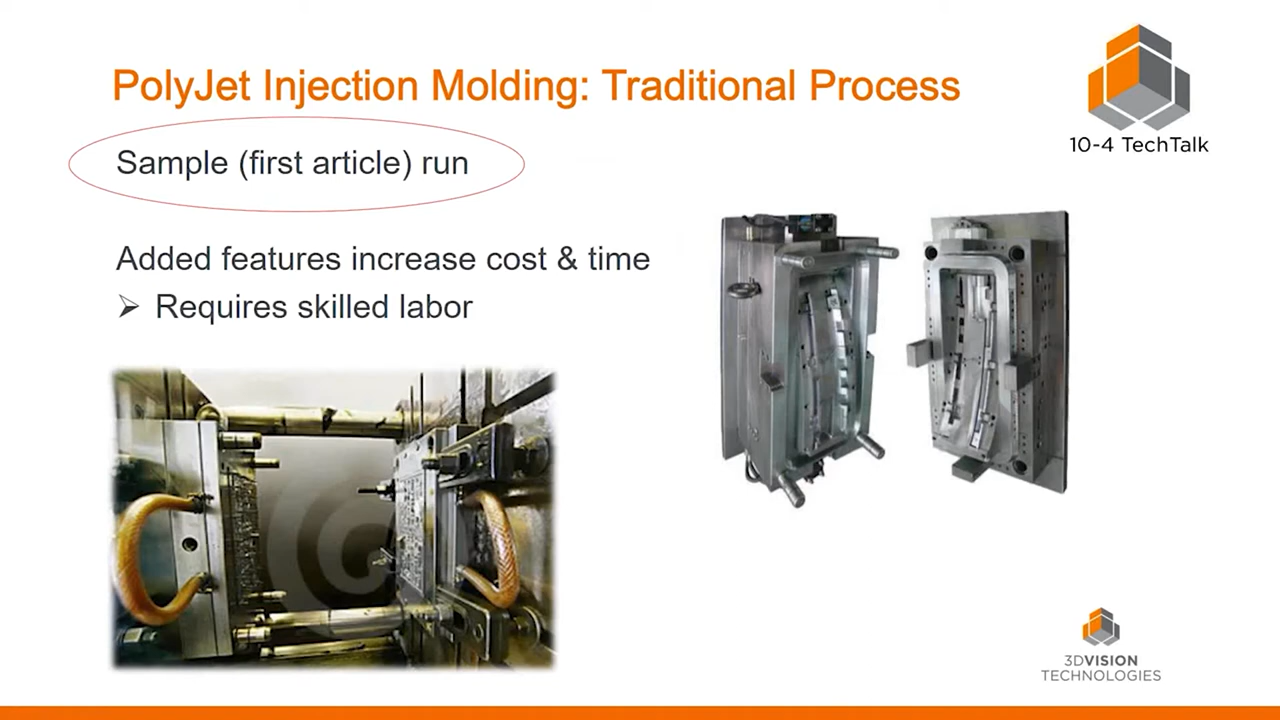 PolyJet Injection Molding: Traditional Process
10-4 TechTalk
Sample (first article) run
Added features increase cost & time
➢ Requires skilled labor
3DVISION
TECHNOLOGIES